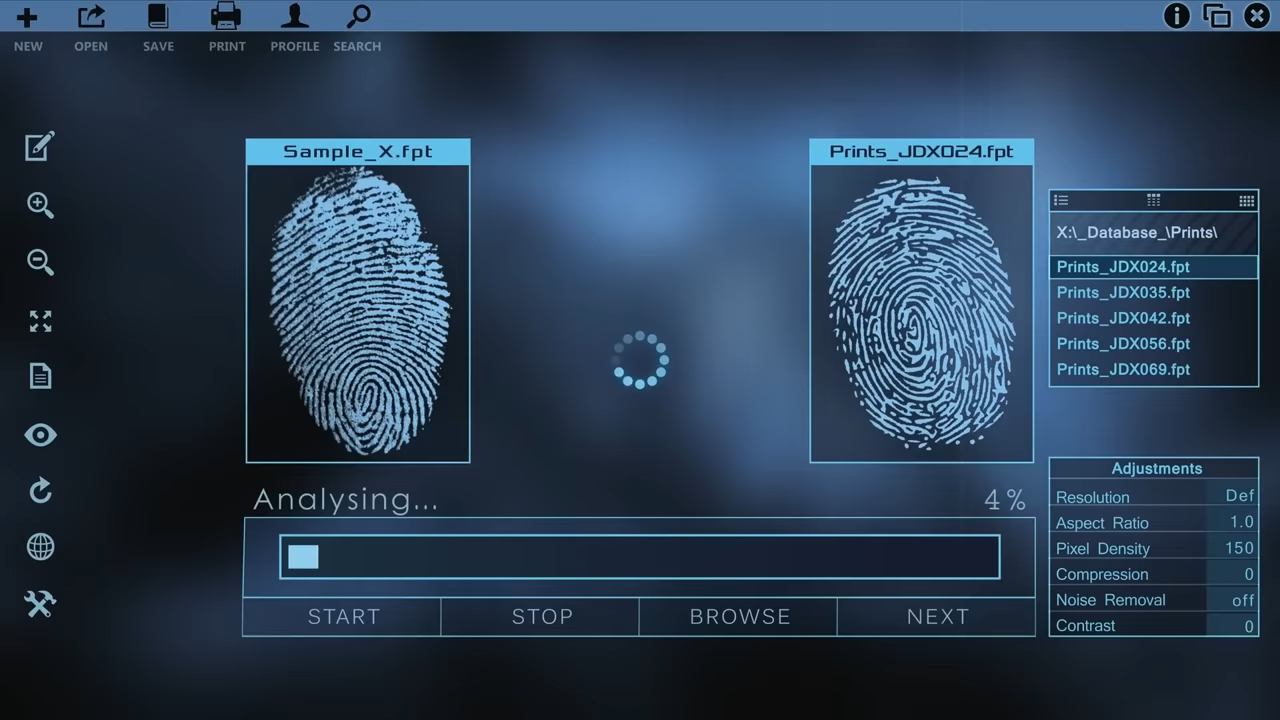 NEW OPEN SAVE PRINT PROFILE SEARCH
Sample_X.fpt
Prints_JDX024.fpt
X:\_Database_\Prints\
Prints_JDX024.fpt
Prints_JDX035.fpt
Prints_JDX042.fpt
Prints_JDX056.fpt
Prints_JDX069.fpt
Analysing... 4%
START STOP BROWSE NEXT
Adjustments
Resolution Def
Aspect Ratio 1.0
Pixel Density 150
Compression 0
Noise Removal off
Contrast 0